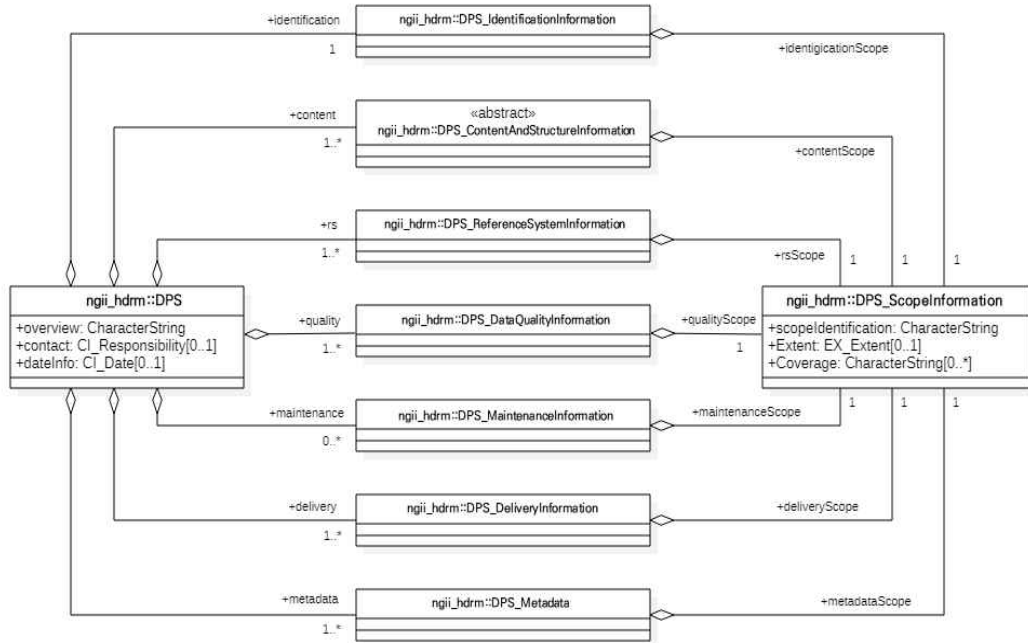 +identification
1
ngii_hdrm::DPS_IdentificationInformation
+identigicationScope
+content
1..*
«abstract»
ngii_hdrm::DPS_ContentAndStructureInformation
+contentScope
+rs
1..*
ngii_hdrm::DPS_ReferenceSystemInformation
+rsScope
1
1
1
ngii_hdrm::DPS
+overview: CharacterString
+contact: CI_Responsibility[0..1]
+dateInfo: CI_Date[0..1]
+quality
1..*
ngii_hdrm::DPS_DataQualityInformation
+qualityScope
1
ngii_hdrm::DPS_ScopeInformation
+scopeIdentification: CharacterString
+Extent: EX_Extent[0..1]
+Coverage: CharacterString[0..*]
+maintenance
0..*
ngii_hdrm::DPS_MaintenanceInformation
+maintenanceScope
1
1
1
+delivery
1..*
ngii_hdrm::DPS_DeliveryInformation
+deliveryScope
+metadata
1..*
ngii_hdrm::DPS_Metadata
+metadataScope